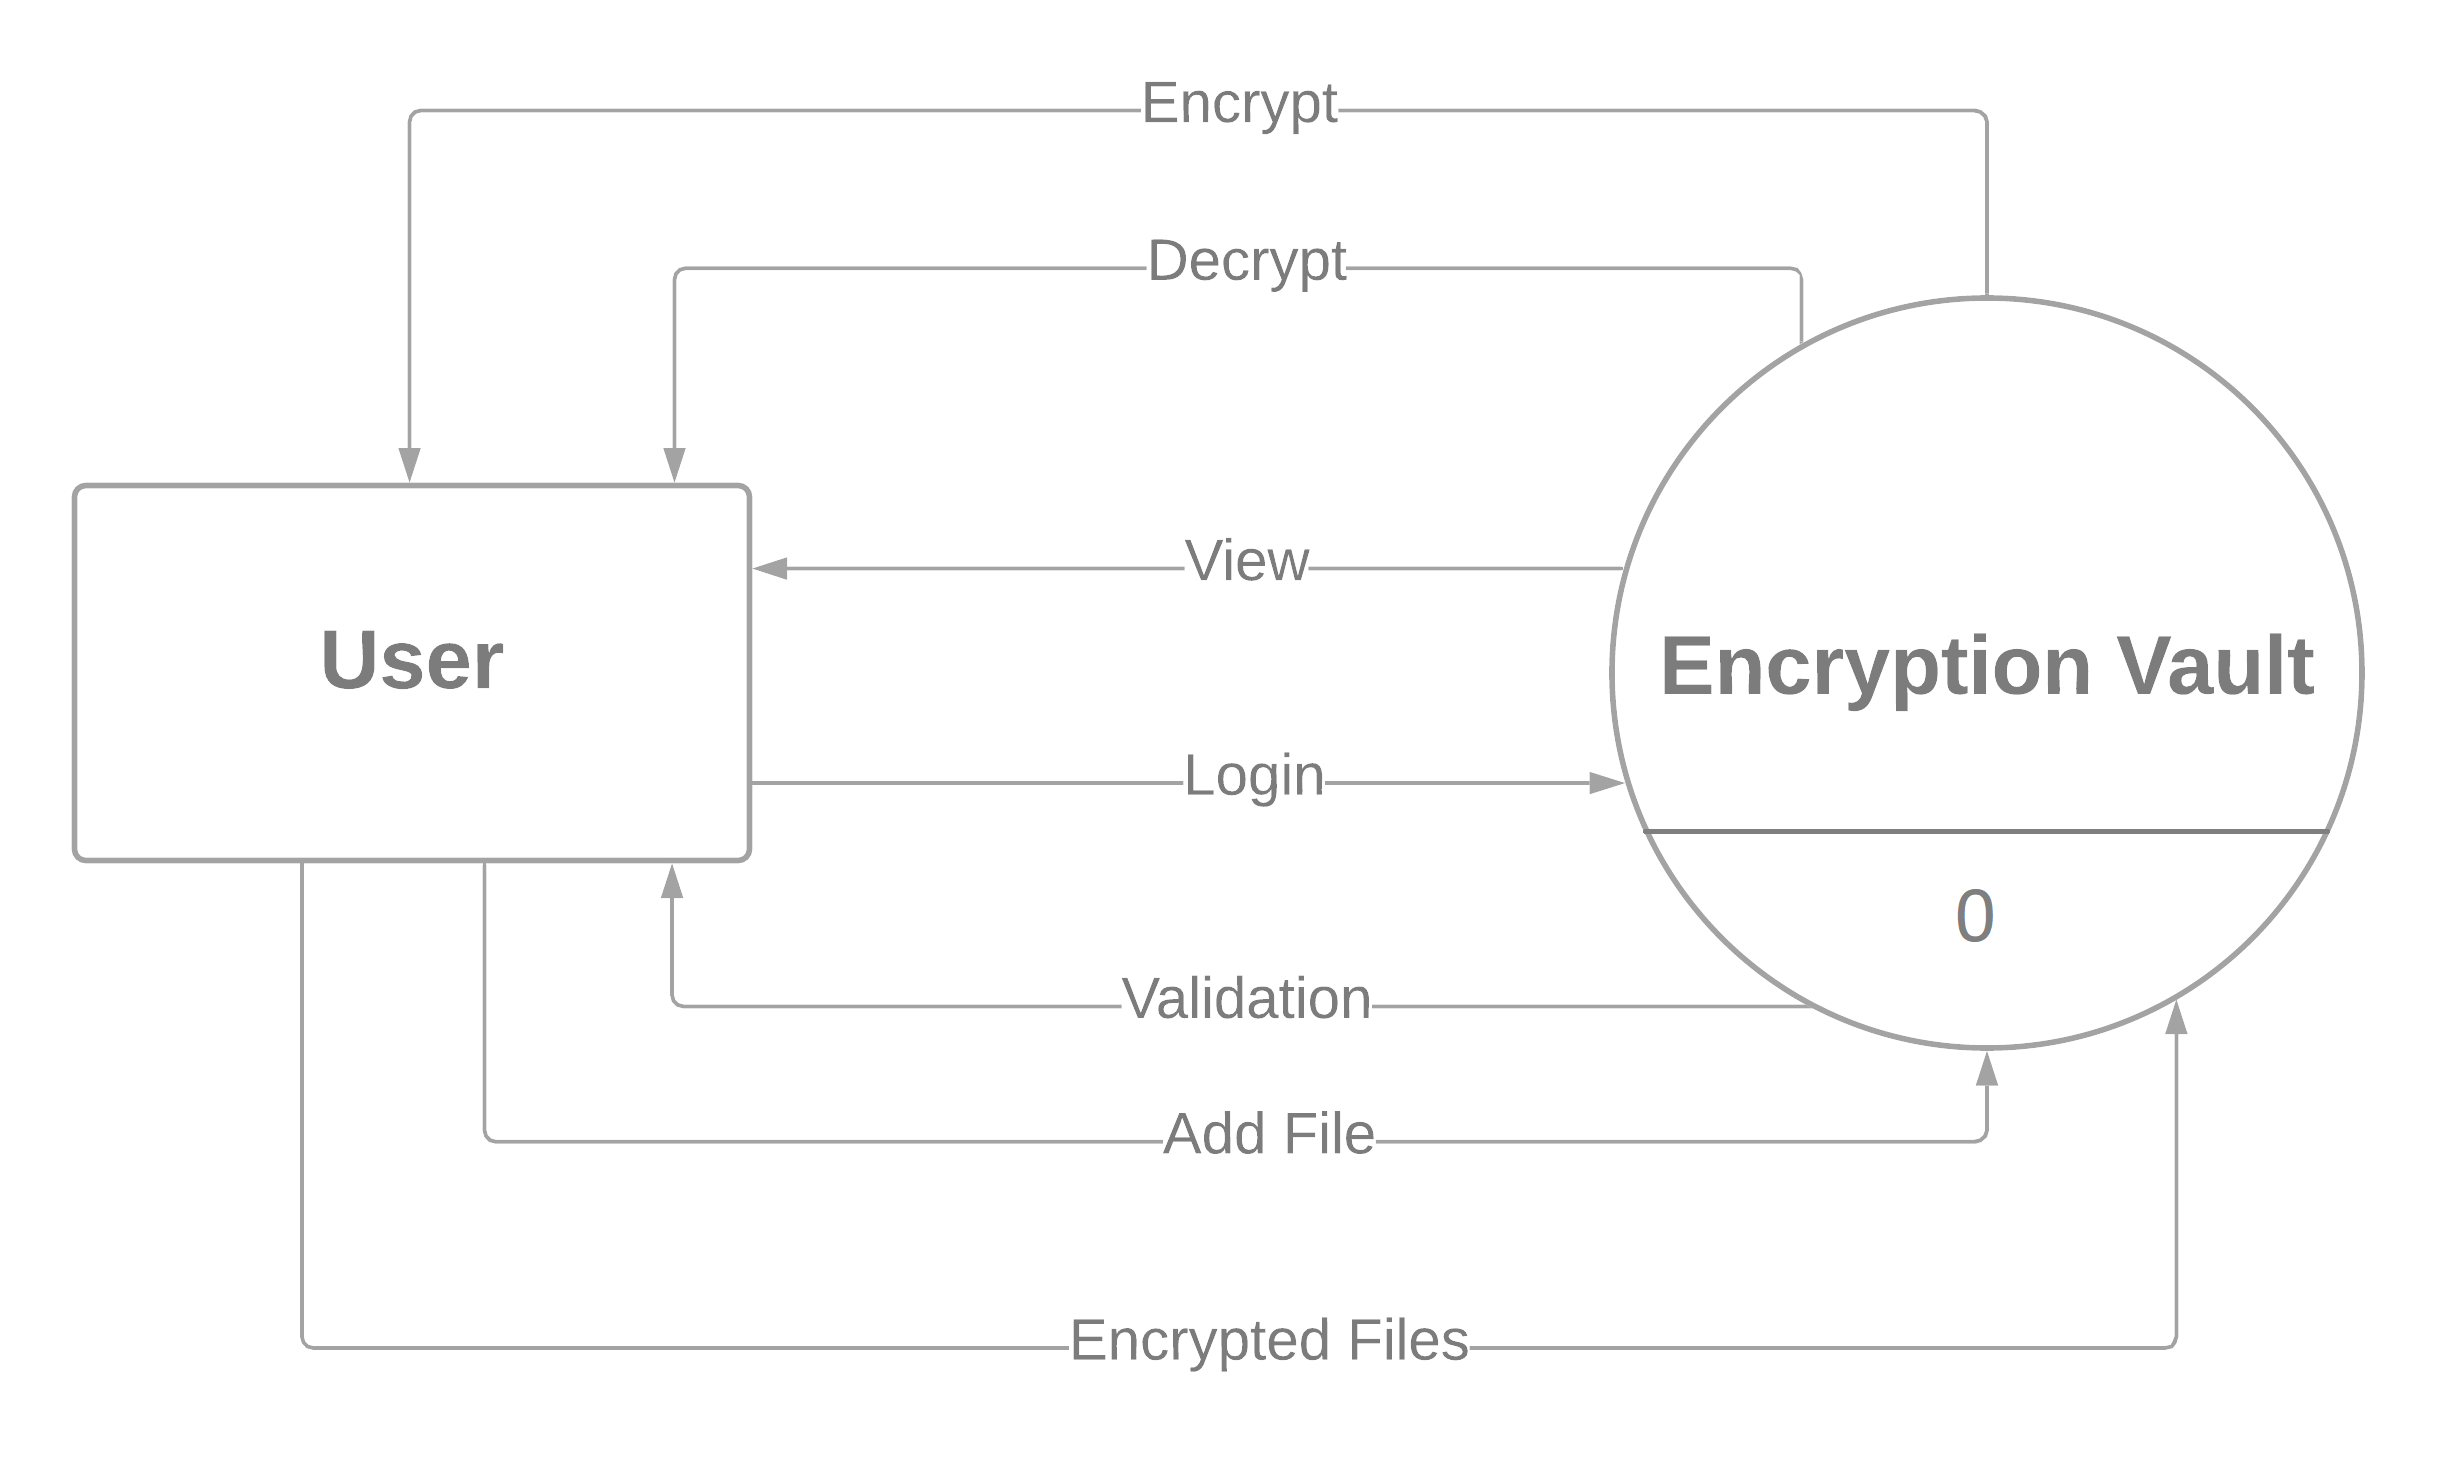 Encrypt
Decrypt
View
User
Encryption Vault
Login
0
Validation
Add File
Encrypted Files